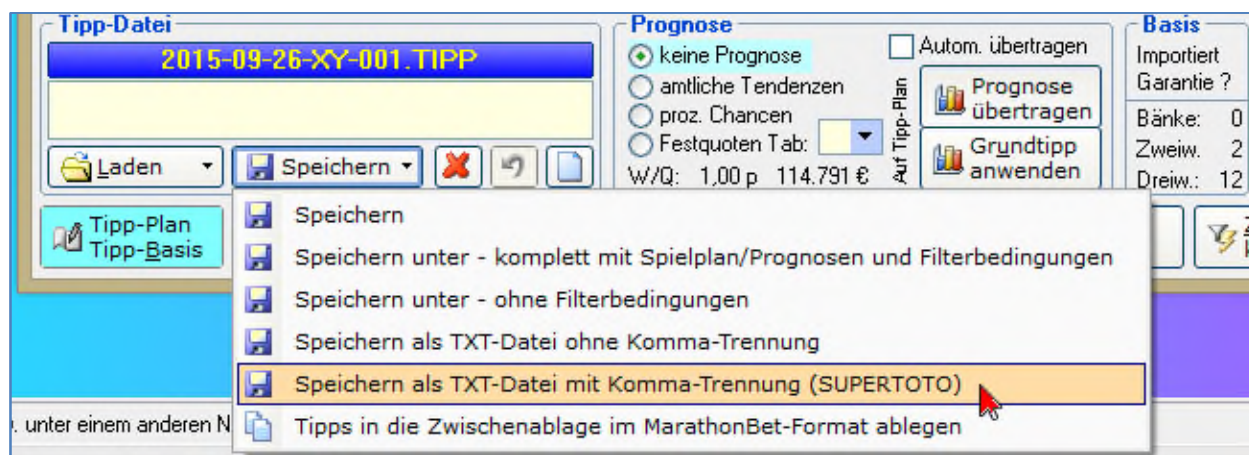 Tipp-Datei
2015-09-26-XY-001.TIPP
Laden
Speichern
Tipp-Plan
Tipp-Basis
Prognose
keine Prognose
amtliche Tendenzen
proz. Chancen
Festquoten Tab:
W/Q: 1,00 p 114.791 €
Autom. übertragen
Auf Tipp-Plan
Prognose
übertragen
Grundtipp
anwenden
Basis
Importiert
Garantie ?
Bänke: 0
Zweiw. 2
Dreiw.: 12
Speichern
Speichern unter - komplett mit Spielplan/Prognosen und Filterbedingungen
Speichern unter - ohne Filterbedingungen
Speichern als TXT-Datei ohne Komma-Trennung
Speichern als TXT-Datei mit Komma-Trennung (SUPERTOTO)
Tipps in die Zwischenablage im MarathonBet-Format ablegen
. unter einem anderen N